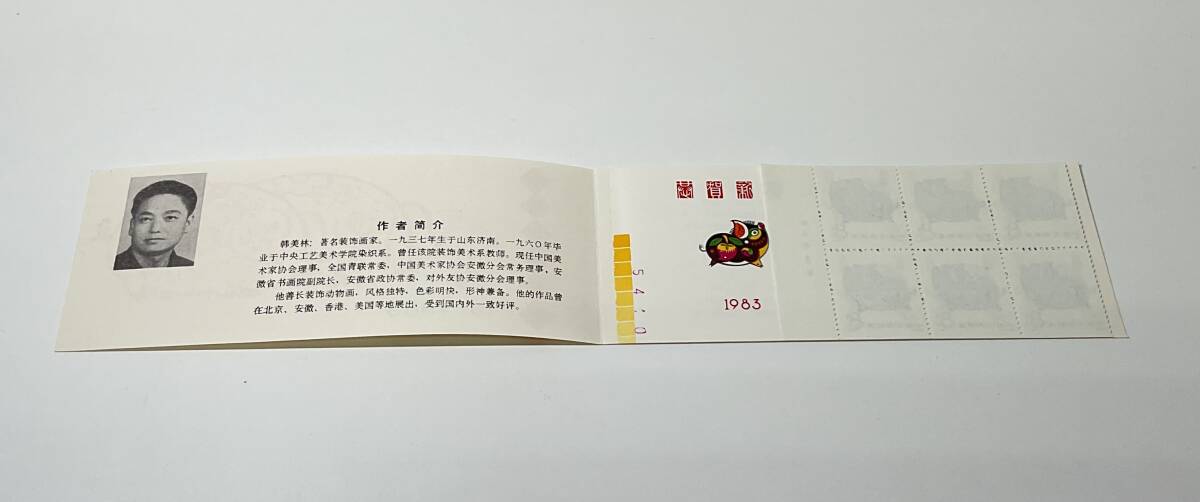 作者简介
韩美林：著名装饰画家。一九三七年生于山东济南。一九六〇年毕
业于中央工艺美术学院染织系。曾任该院装饰美术系教师。现任中国美
术家协会理事，全国青联常委，中国美术家协会安徽分会常务理事，安
徽省书画院副院长，安徽省政协常委，对外友协安徽分会理事。
他善长装饰动物画，风格独特，色彩明快，形神兼备。他的作品曾
在北京、安徽、香港、美国等地展出，受到国内外一致好评。
恭賀新
1983